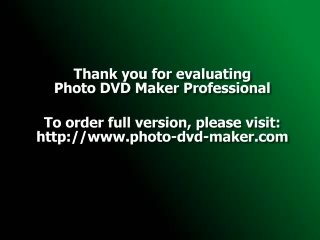 Thank you for evaluating
Photo DVD Maker Professional
To order full version, please visit:
http://www.photo-dvd-maker.com